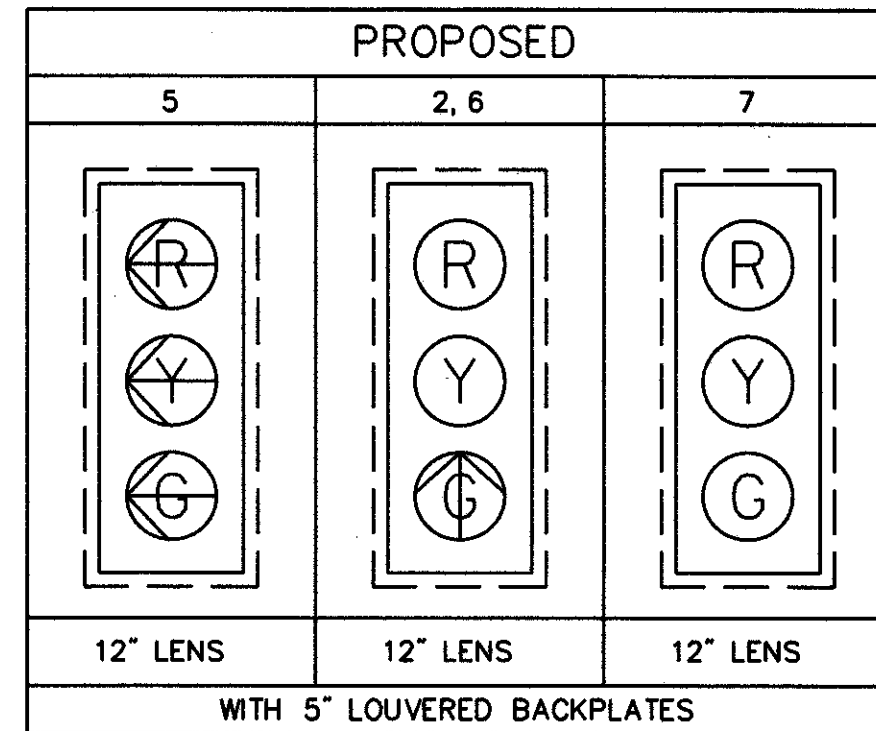 PROPOSED
5 2, 6 7
R R R
Y Y Y
G G G
12" LENS 12" LENS 12" LENS
WITH 5" LOUVERED BACKPLATES